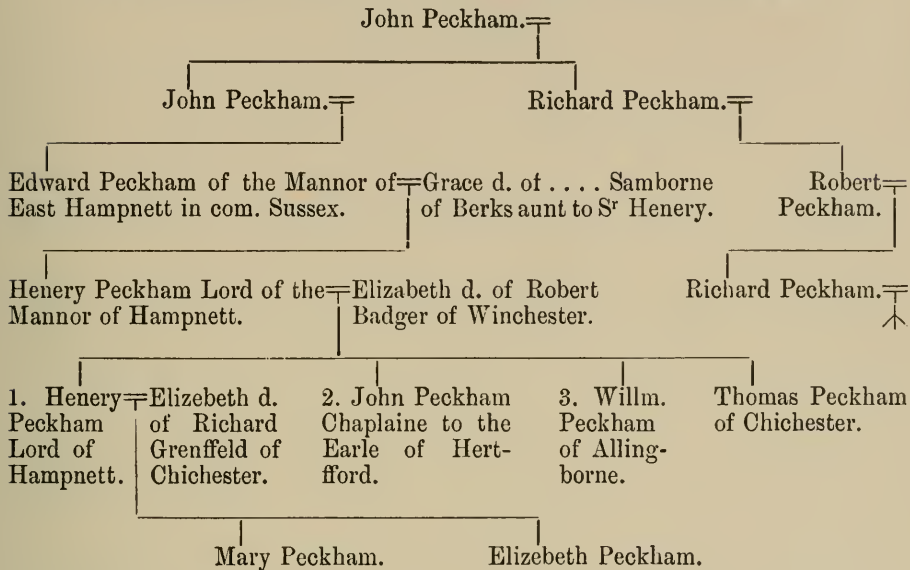 John Peckham.
John Peckham.
Richard Peckham.
Edward Peckham of the Mannor of
East Hampnett in com. Sussex.
Grace d. of . . . . Samborne
of Berks aunt to Sʳ Henery.
Robert
Peckham.
Henery Peckham Lord of the
Mannor of Hampnett.
Elizabeth d. of Robert
Badger of Winchester.
Richard Peckham.
1. Henery
Peckham
Lord of
Hampnett.
Elizebeth d.
of Richard
Grenffeld of
Chichester.
2. John Peckham
Chaplaine to the
Earle of Hert-
fford.
3. Willm.
Peckham
of Alling-
borne.
Thomas Peckham
of Chichester.
Mary Peckham.
Elizebeth Peckham.